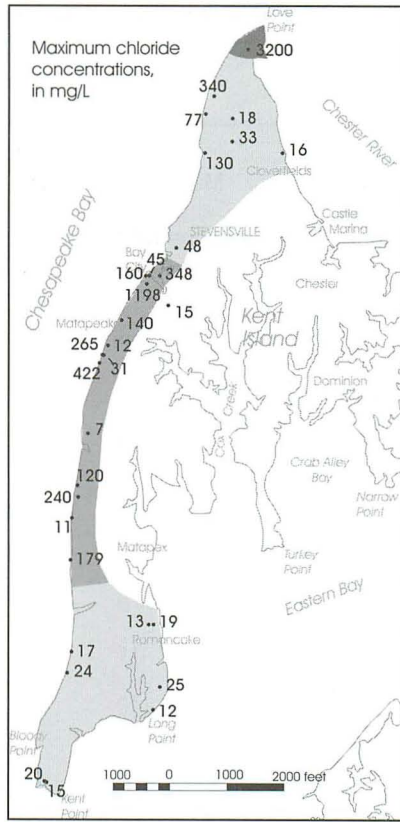 Love
Point
Maximum chloride
concentrations,
in mg/L
3200
340
77
18
33
130
16
Cloverfields
Chester River
Castle
Marina
STEVENSVILLE
48
Bay
City
45
160
348
1198
15
Chester
Chesapeake Bay
Matapeake
140
Kent
Island
265
12
31
422
Dominion
Cox Creek
7
Crab Alley
Bay
120
240
Narrow
Point
11
Matapex
179
Turkey
Point
Eastern Bay
13
19
Romancoke
17
24
25
12
Long
Point
Bloody
Point
20
15
Kent
Point
1000 0 1000 2000 feet